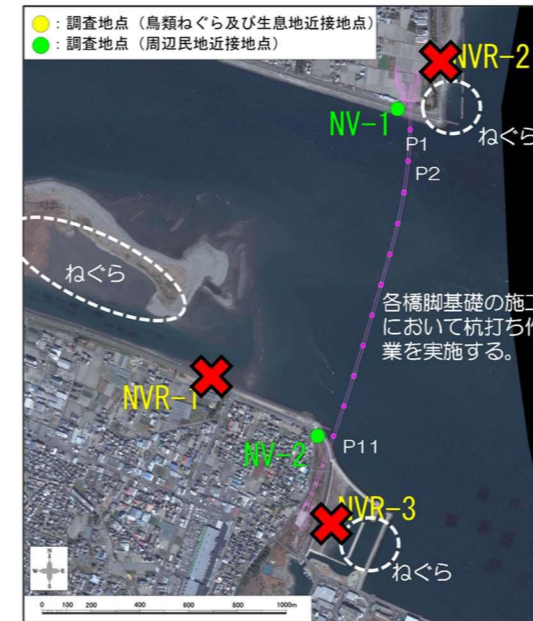 ：調査地点（鳥類ねぐら及び生息地近接地点）
：調査地点（周辺民地近接地点）
NVR-2
NV-1
ねぐら
P1
P2
ねぐら
各橋脚基礎の施工
において杭打ち作
業を実施する。
NVR-1
NV-2
P11
NVR-3
ねぐら
N
W E
S
0 100 200 400 600 800 1000m